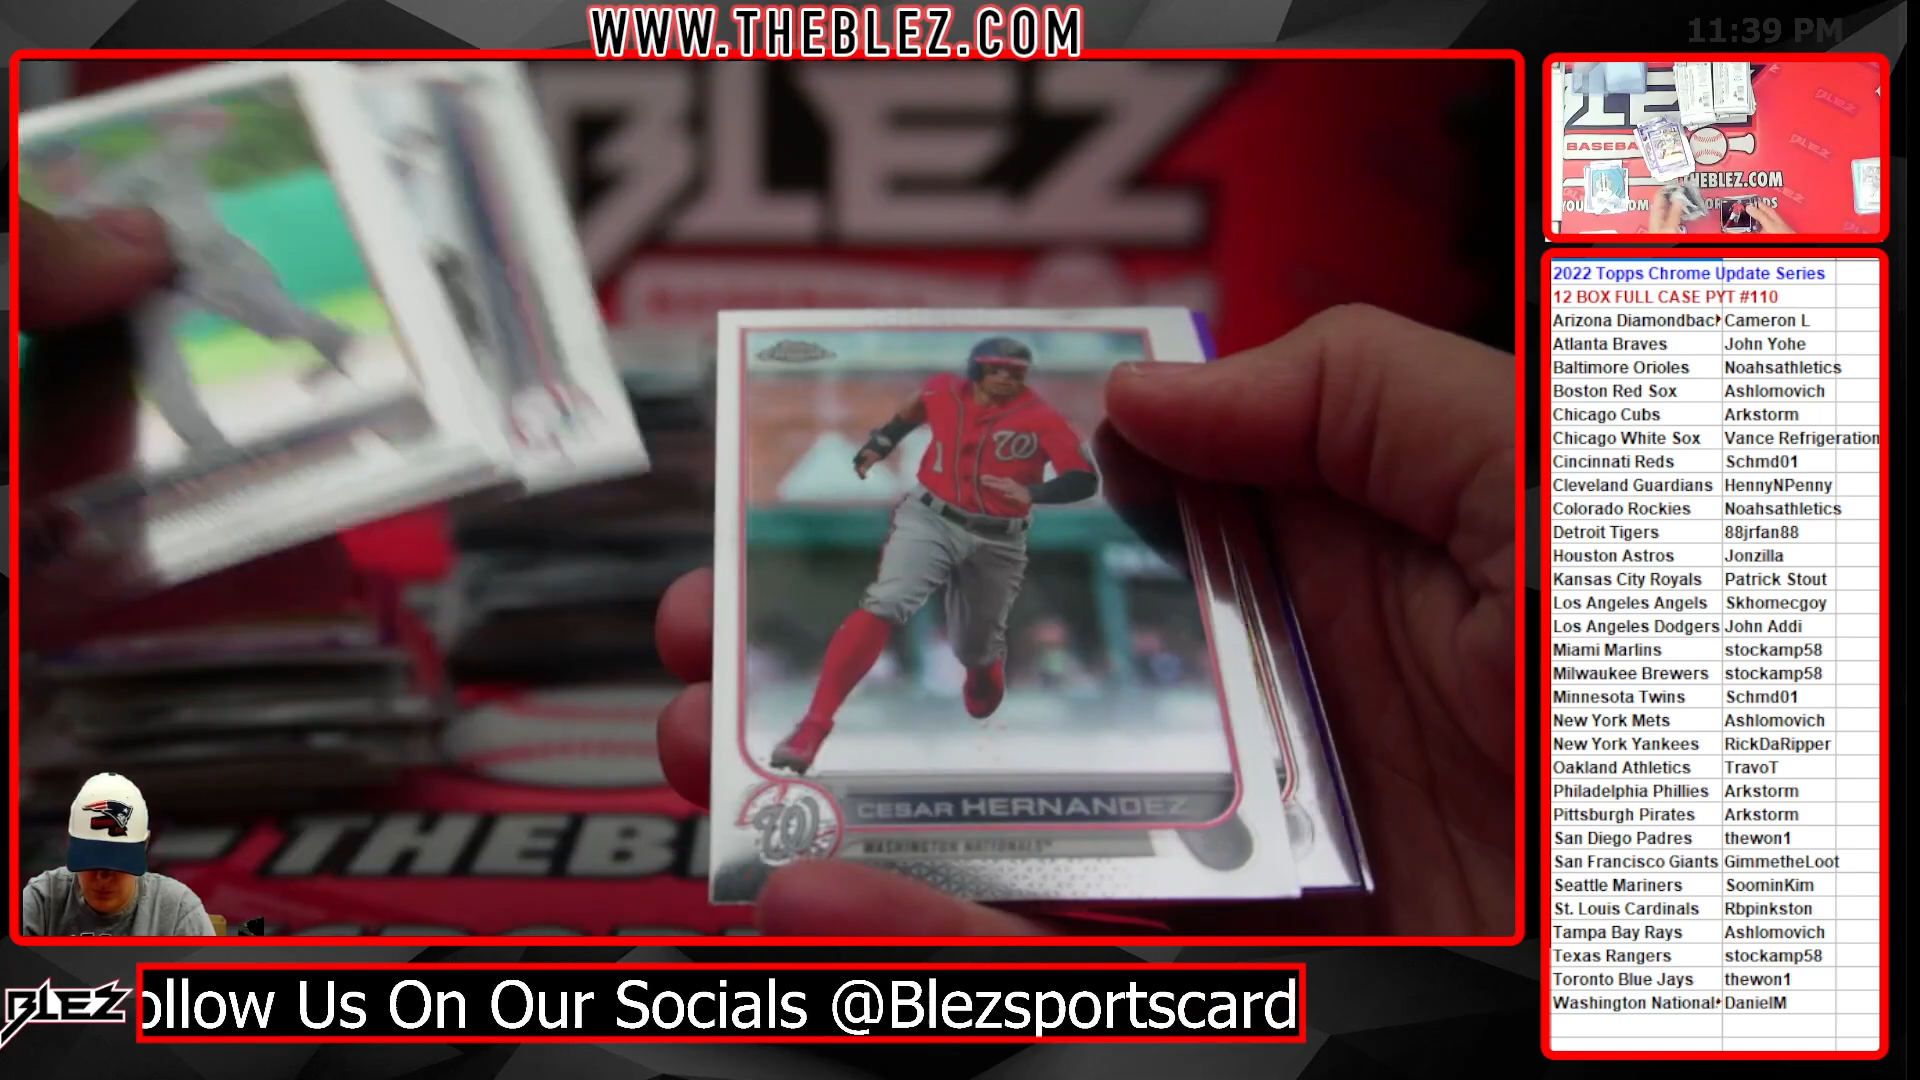 WWW.THEBLEZ.COM
11:39 PM
BLEZ
CESAR HERNANDEZ
WASHINGTON NATIONALS
THEB
BASEBA
THEBLEZ.COM
2022 Topps Chrome Update Series
12 BOX FULL CASE PYT #110
Arizona Diamondbac Cameron L
Atlanta Braves John Yohe
Baltimore Orioles Noahsathletics
Boston Red Sox Ashlomovich
Chicago Cubs Arkstorm
Chicago White Sox Vance Refrigeration
Cincinnati Reds Schmd01
Cleveland Guardians HennyNPenny
Colorado Rockies Noahsathletics
Detroit Tigers 88jrfan88
Houston Astros Jonzilla
Kansas City Royals Patrick Stout
Los Angeles Angels Skhomecgoy
Los Angeles Dodgers John Addi
Miami Marlins stockamp58
Milwaukee Brewers stockamp58
Minnesota Twins Schmd01
New York Mets Ashlomovich
New York Yankees RickDaRipper
Oakland Athletics TravoT
Philadelphia Phillies Arkstorm
Pittsburgh Pirates Arkstorm
San Diego Padres thewon1
San Francisco Giants GimmetheLoot
Seattle Mariners SoominKim
St. Louis Cardinals Rbpinkston
Tampa Bay Rays Ashlomovich
Texas Rangers stockamp58
Toronto Blue Jays thewon1
Washington National DanielM
BLEZ
ollow Us On Our Socials @Blezsportscard